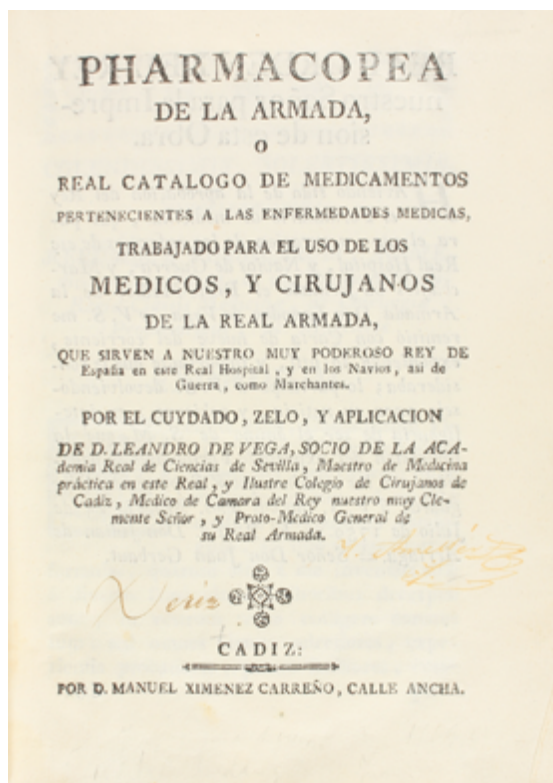 PHARMACOPEA
DE LA ARMADA,
O
REAL CATALOGO DE MEDICAMENTOS
PERTENECIENTES A LAS ENFERMEDADES MEDICAS,
TRABAJADO PARA EL USO DE LOS
MEDICOS, Y CIRUJANOS
DE LA REAL ARMADA,
QUE SIRVEN A NUESTRO MUY PODEROSO REY DE
España en este Real Hospital, y en los Navios, asi de
Guerra, como Marchantes.
POR EL CUYDADO, ZELO, Y APLICACION
DE D. LEANDRO DE VEGA, SOCIO DE LA ACA-
demia Real de Ciencias de Sevilla, Maestro de Medicina
práctica en este Real, y Ilustre Colegio de Cirujanos de
Cadiz, Medico de Camara del Rey nuestro muy Cle-
mente Señor, y Proto-Medico General de
su Real Armada.
CADIZ:
POR D. MANUEL XIMENEZ CARREÑO, CALLE ANCHA.